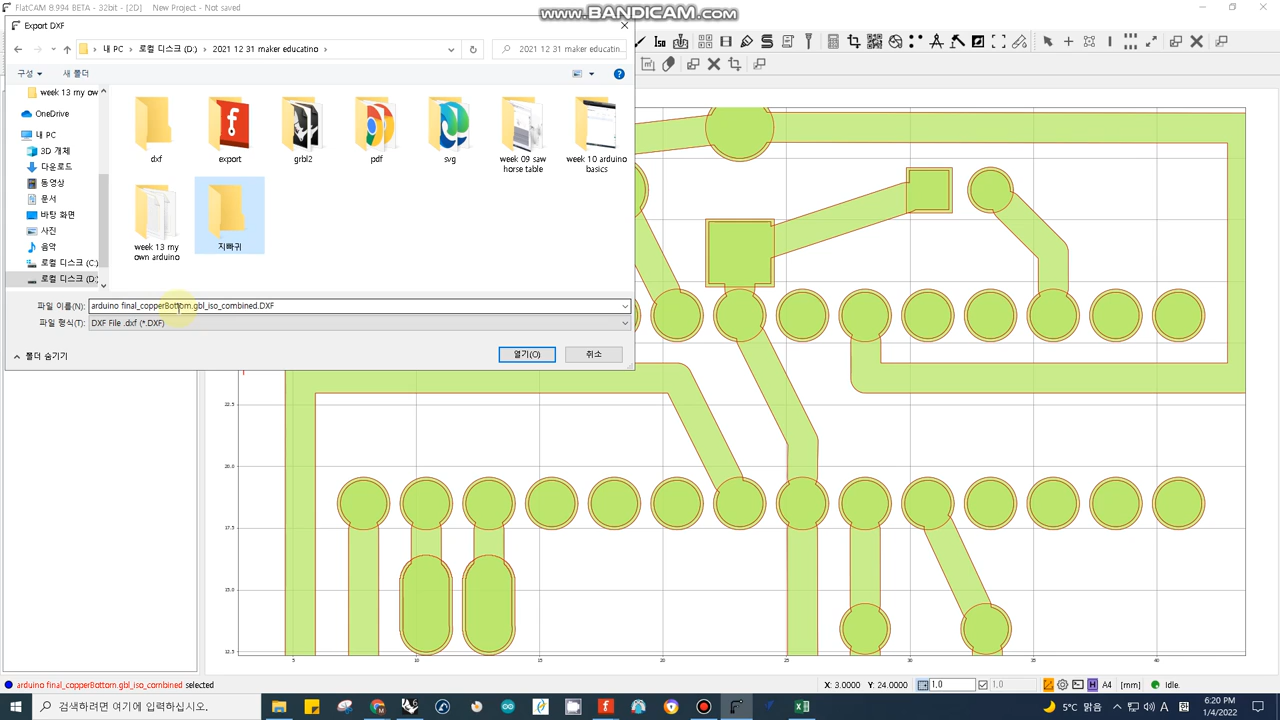 FlatCAM 8.994 BETA - 32bit - [2D]    New Project - Not saved
WWW.BANDICAM.COM
Export DXF
내 PC > 로컬 디스크 (D:) > 2021 12 31 maker educatino >
2021 12 31 maker educatin...
구성 새 폴더
week 13 my ow
OneDrive
내 PC
3D 개체
다운로드
동영상
문서
바탕 화면
사진
음악
로컬 디스크 (C:)
로컬 디스크 (D:)
dxf
export
grbl2
pdf
svg
week 09 saw horse table
week 10 arduino basics
week 13 my own arduino
지빠귀
파일 이름(N): arduino final_copperBottom.gbl_iso_combined.DXF
파일 형식(T): DXF File .dxf (*.DXF)
폴더 숨기기
열기(O)
취소
Iso
22.5
20.0
17.5
15.0
12.5
5 10 15 20 25 30 35 40
arduino final_copperBottom.gbl_iso_combined selected
X: 3.0000 Y: 24.0000
1.0
1.0
A4 [mm] Idle.
검색하려면 여기에 입력하십시오.
5°C 맑음
A
6:20 PM
1/4/2022